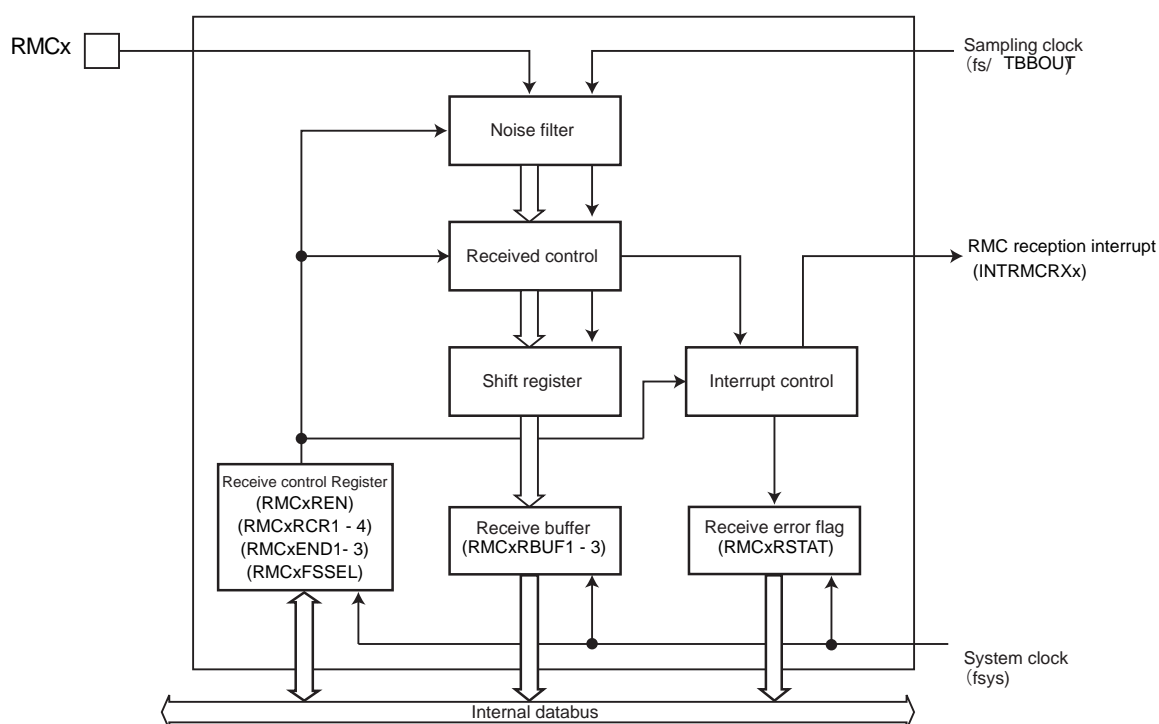 RMCx
Sampling clock
(fs/ TBBOUT)
Noise filter
Received control
RMC reception interrupt
(INTRMCRXx)
Shift register
Interrupt control
Receive control Register
(RMCxREN)
(RMCxRCR1 - 4)
(RMCxEND1- 3)
(RMCxFSSEL)
Receive buffer
(RMCxRBUF1 - 3)
Receive error flag
(RMCxRSTAT)
System clock
(fsys)
Internal databus